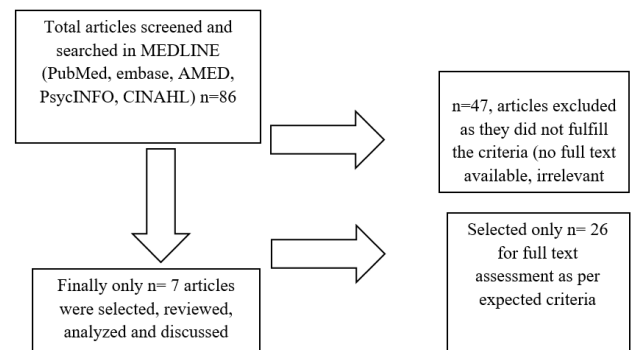 Total articles screened and
searched in MEDLINE
(PubMed, embase, AMED,
PsycINFO, CINAHL) n=86
n=47, articles excluded
as they did not fulfill
the criteria (no full text
available, irrelevant
Selected only n= 26
for full text
assessment as per
expected criteria
Finally only n= 7 articles
were selected, reviewed,
analyzed and discussed